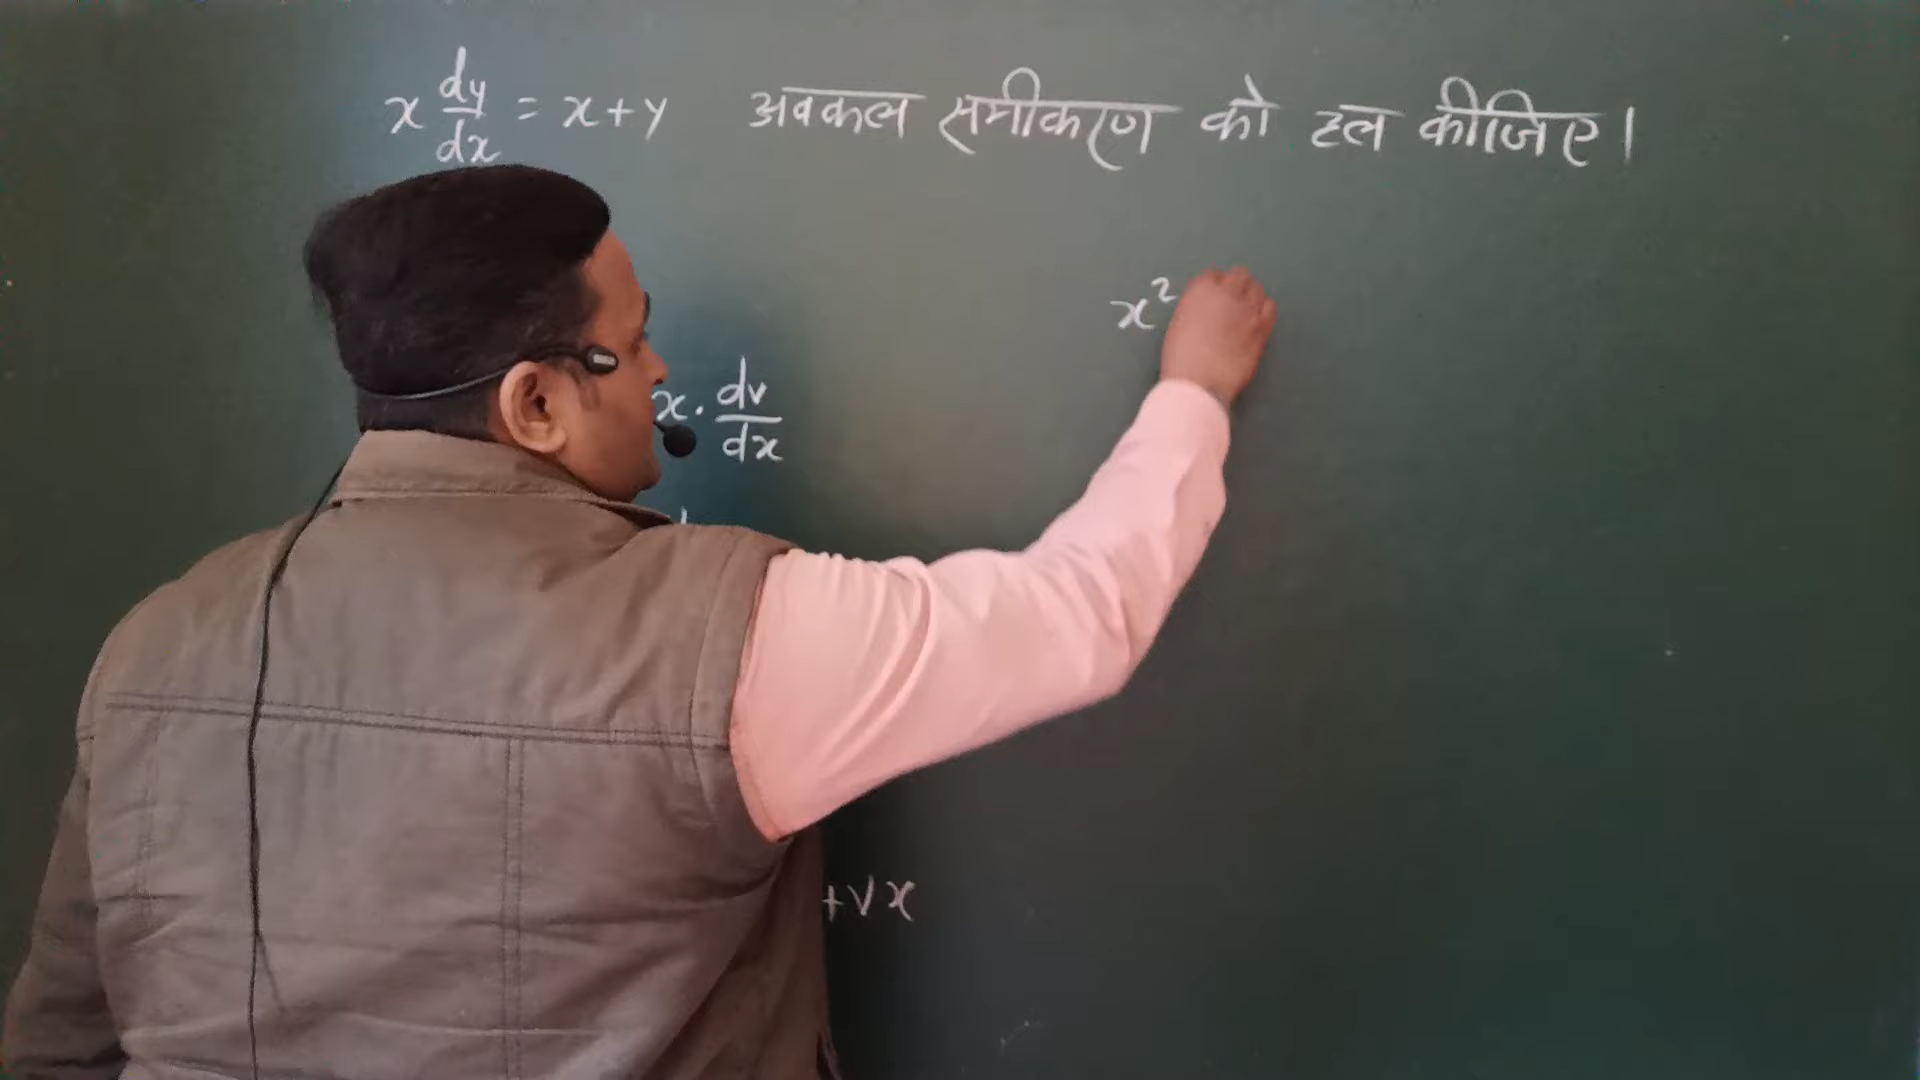 x dy/dx = x+y अवकल समीकरण को हल कीजिए।
x²
x. dv/dx
+vx